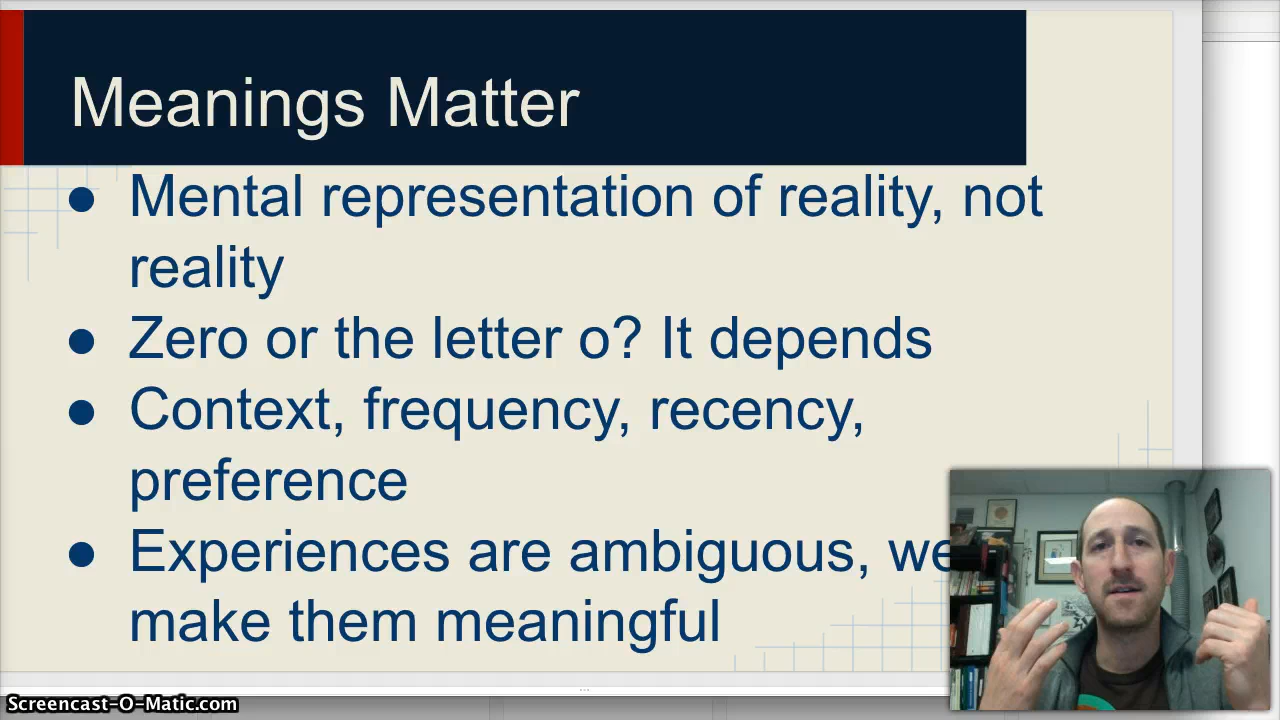 Meanings Matter
● Mental representation of reality, not
reality
● Zero or the letter o? It depends
● Context, frequency, recency,
preference
● Experiences are ambiguous, we
make them meaningful
Screencast-O-Matic.com